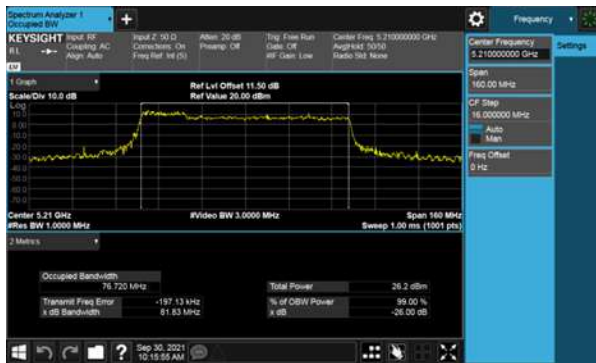 Spectrum Analyzer 1
Occupied BW
+
Frequency
KEYSIGHT
Input: RF
Coupling: AC
Align: Auto
Input Z: 50 Ω
Corrections: On
Freq Ref: Int (S)
Atten: 20 dB
Preamp: Off
Trig: Free Run
Gate: Off
#IF Gain: Low
Center Freq: 5.210000000 GHz
Avg|Hold: 50/50
Radio Std: None
RL
LM
Center Frequency
5.210000000 GHz
Settings
Span
160.00 MHz
CF Step
16.000000 MHz
Auto
Man
Freq Offset
0 Hz
1 Graph
Scale/Div 10.0 dB
Ref Lvl Offset 11.50 dB
Ref Value 20.00 dBm
Log
10.0
0.00
-10.0
-20.0
-30.0
-40.0
-50.0
-60.0
-70.0
Center 5.21 GHz
#Res BW 1.0000 MHz
#Video BW 3.0000 MHz
Span 160 MHz
Sweep 1.00 ms (1001 pts)
2 Metrics
Occupied Bandwidth
76.720 MHz
Total Power 26.2 dBm
Transmit Freq Error -197.13 kHz
% of OBW Power 99.00 %
x dB Bandwidth 81.83 MHz
x dB -26.00 dB
?
Sep 30, 2021
10:15:55 AM